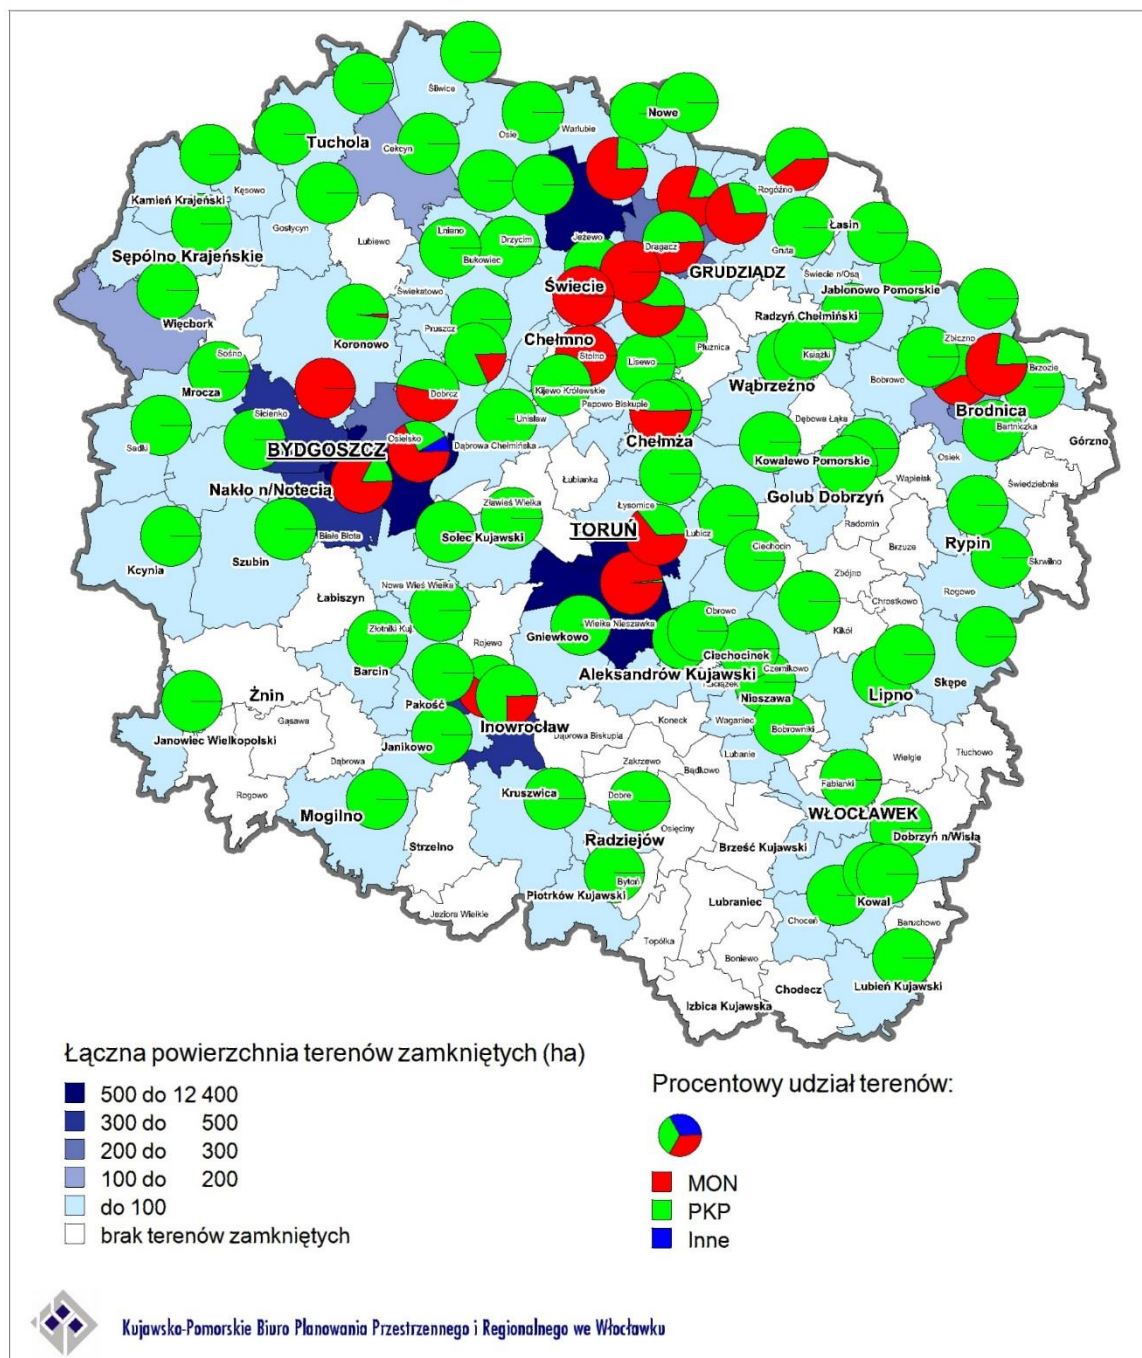 Śliwice
Nowe
Osie
Warlubie
Tuchola
Cekcyn
Rogóźno
Kamień Krajeński
Kęsowo
Łasin
Gostycyn
Lniano
Drzycim
Jeżewo
Dragacz
Gruta
Lubiewo
Bukowiec
Sępólno Krajeńskie
GRUDZIĄDZ
Świecie n/Osą
Świekatowo
Świecie
Jabłonowo Pomorskie
Więcbork
Radzyń Chełmiński
Pruszcz
Koronowo
Chełmno
Płużnica
Zbiczno
Sośno
Stolno
Lisewo
Książki
Bobrowo
Brzozie
Mrocza
Dobrcz
Kijewo Królewskie
Wąbrzeźno
Sicienko
Papowo Biskupie
Brodnica
Unisław
Dębowa Łąka
Bartniczka
Osielsko
Chełmża
Górzno
Sadki
BYDGOSZCZ
Dąbrowa Chełmińska
Kowalewo Pomorskie
Osiek
Łubianka
Wąpielsk
Świedziebnia
Nakło n/Notecią
Golub Dobrzyń
Zławieś Wielka
Łysomice
Radomin
TORUŃ
Lubicz
Białe Błota
Solec Kujawski
Rypin
Ciechocin
Brzuze
Szubin
Kcynia
Skrwilno
Zbójno
Nowa Wieś Wielka
Rogowo
Łabiszyn
Chrostkowo
Obrowo
Złotniki Kuj.
Wielka Nieszawka
Kikół
Gniewkowo
Rojewo
Ciechocinek
Czernikowo
Barcin
Aleksandrów Kujawski
Skępe
Żnin
Nieszawa
Lipno
Pakość
Gąsawa
Inowrocław
Waganiec
Koneck
Bobrowniki
Janowiec Wielkopolski
Dąbrowa Biskupia
Janikowo
Tłuchowo
Lubanie
Wielgie
Dąbrowa
Zakrzewo
Bądkowo
Fabianki
Rogowo
Kruszwica
Dobre
Mogilno
WŁOCŁAWEK
Osięciny
Dobrzyń n/Wisłą
Radziejów
Strzelno
Brześć Kujawski
Bytoń
Piotrków Kujawski
Lubraniec
Kowal
Jeziora Wielkie
Choceń
Baruchowo
Topólka
Boniewo
Lubień Kujawski
Chodecz
Izbica Kujawska
Łączna powierzchnia terenów zamkniętych (ha)
500 do 12 400
300 do 500
200 do 300
100 do 200
do 100
brak terenów zamkniętych
Procentowy udział terenów:
MON
PKP
Inne
Kujawsko-Pomorskie Biuro Planowania Przestrzennego i Regionalnego we Włocławku